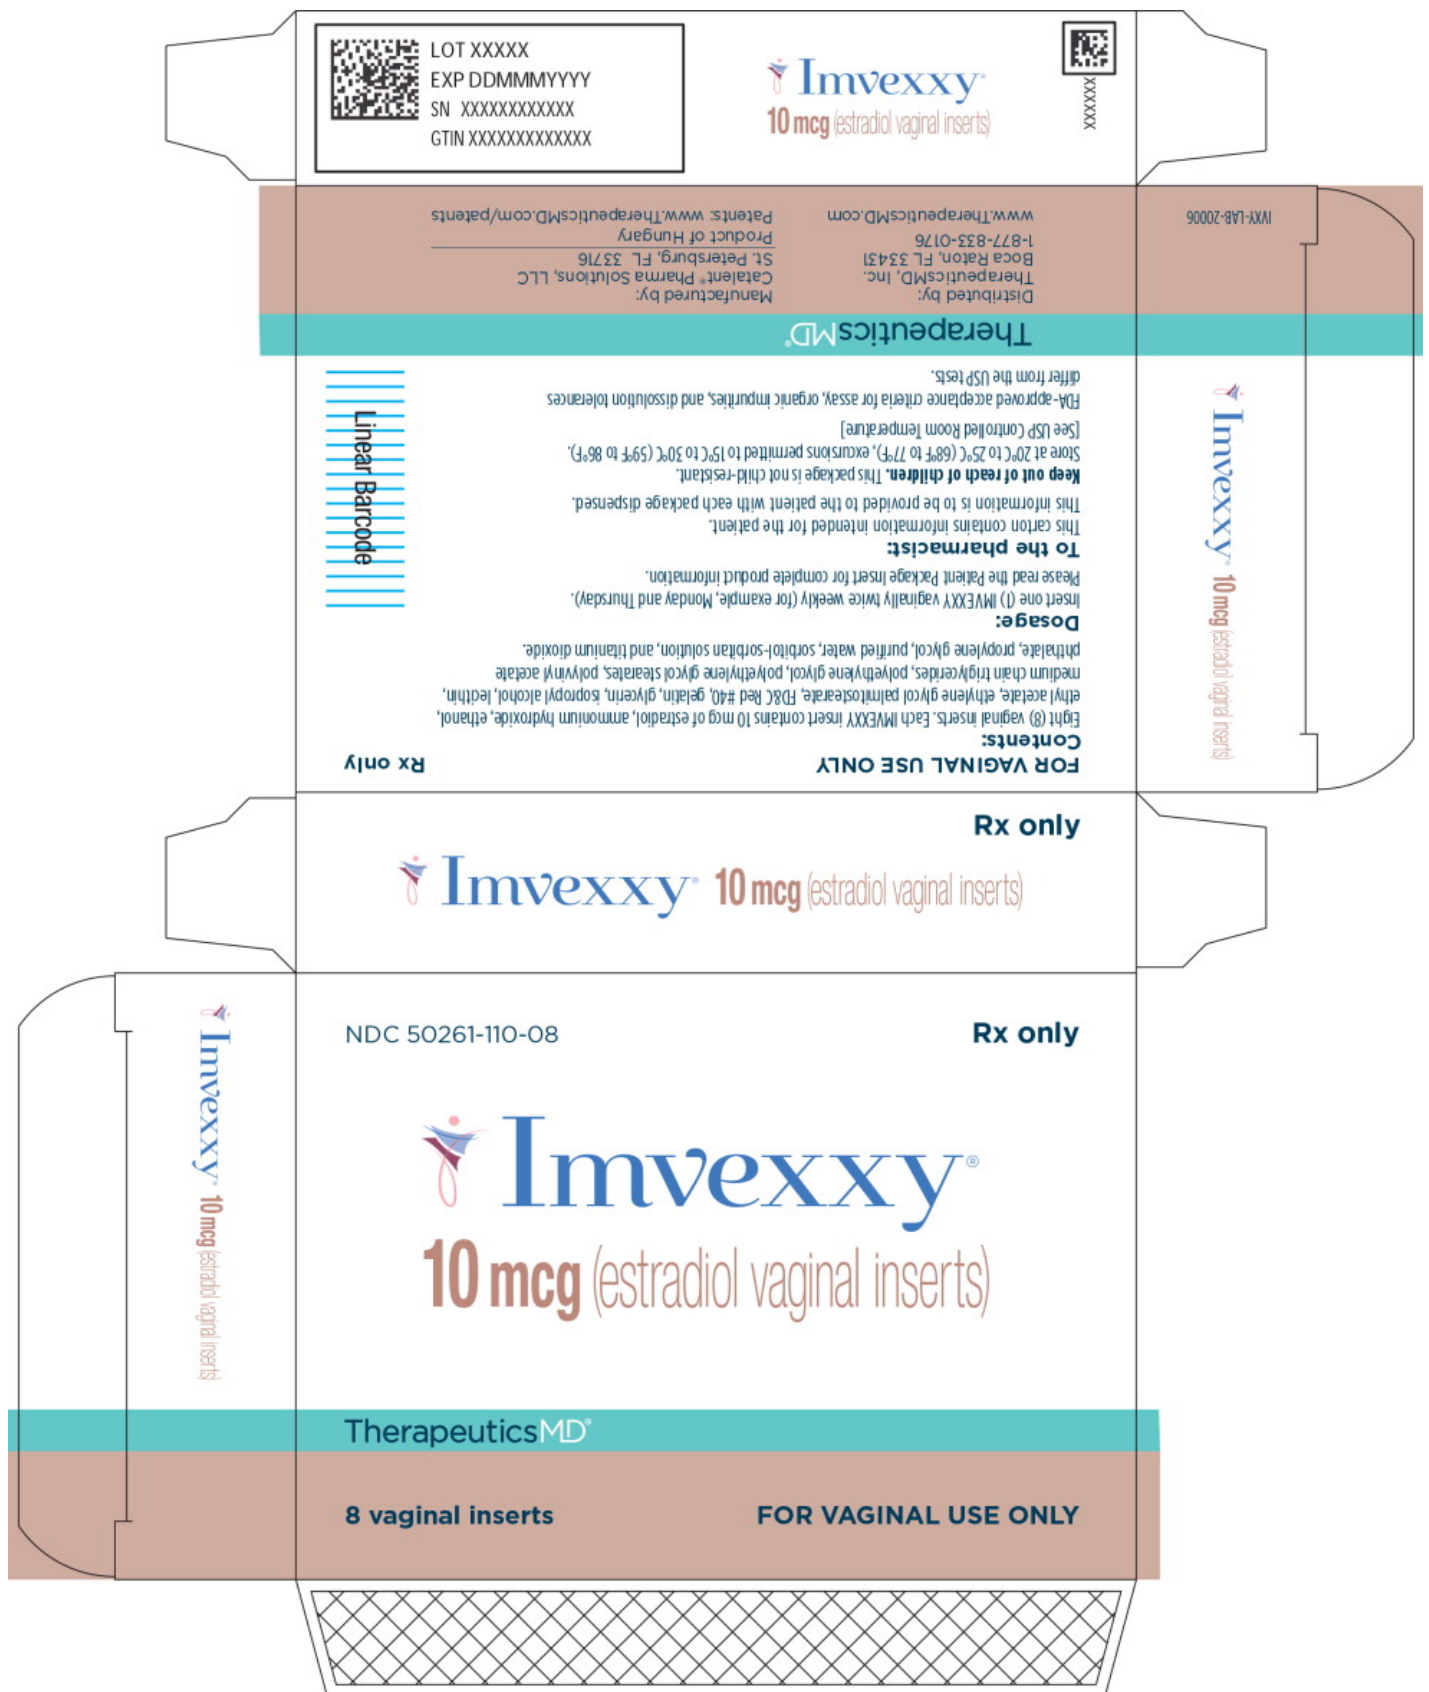 LOT XXXXX
EXP DDMMMYYYY
SN XXXXXXXXXXXX
GTIN XXXXXXXXXXXXX
Imvexxy®
10 mcg (estradiol vaginal inserts)
XXXXXX
FOR VAGINAL USE ONLY
Rx only
Contents:
Eight (8) vaginal inserts. Each IMVEXXY insert contains 10 mcg of estradiol, ammonium hydroxide, ethanol,
ethyl acetate, ethylene glycol palmitostearate, FD&C Red #40, gelatin, glycerin, isopropyl alcohol, lecithin,
medium chain triglycerides, polyethylene glycol, polyethylene glycol stearates, polyvinyl acetate
phthalate, propylene glycol, purified water, sorbitol-sorbitan solution, and titanium dioxide.
Dosage:
Insert one (1) IMVEXXY vaginally twice weekly (for example, Monday and Thursday).
Please read the Patient Package Insert for complete product information.
To the pharmacist:
This carton contains information intended for the patient.
This information is to be provided to the patient with each package dispensed.
Keep out of reach of children. This package is not child-resistant.
Store at 20°C to 25°C (68°F to 77°F), excursions permitted to 15°C to 30°C (59°F to 86°F).
[See USP Controlled Room Temperature]
FDA-approved acceptance criteria for assay, organic impurities, and dissolution tolerances
differ from the USP tests.
Linear Barcode
TherapeuticsMD®
Distributed by:
TherapeuticsMD, Inc.
Boca Raton, FL 33431
1-877-833-0176
www.TherapeuticsMD.com
Manufactured by:
Catalent® Pharma Solutions, LLC
St. Petersburg, FL 33716
Product of Hungary
Patents: www.TherapeuticsMD.com/patents
IVXY-LAB-20006
Imvexxy® 10 mcg (estradiol vaginal inserts)
Rx only
Imvexxy® 10 mcg (estradiol vaginal inserts)
Imvexxy® 10 mcg (estradiol vaginal inserts)
NDC 50261-110-08
Rx only
Imvexxy®
10 mcg (estradiol vaginal inserts)
TherapeuticsMD®
8 vaginal inserts
FOR VAGINAL USE ONLY